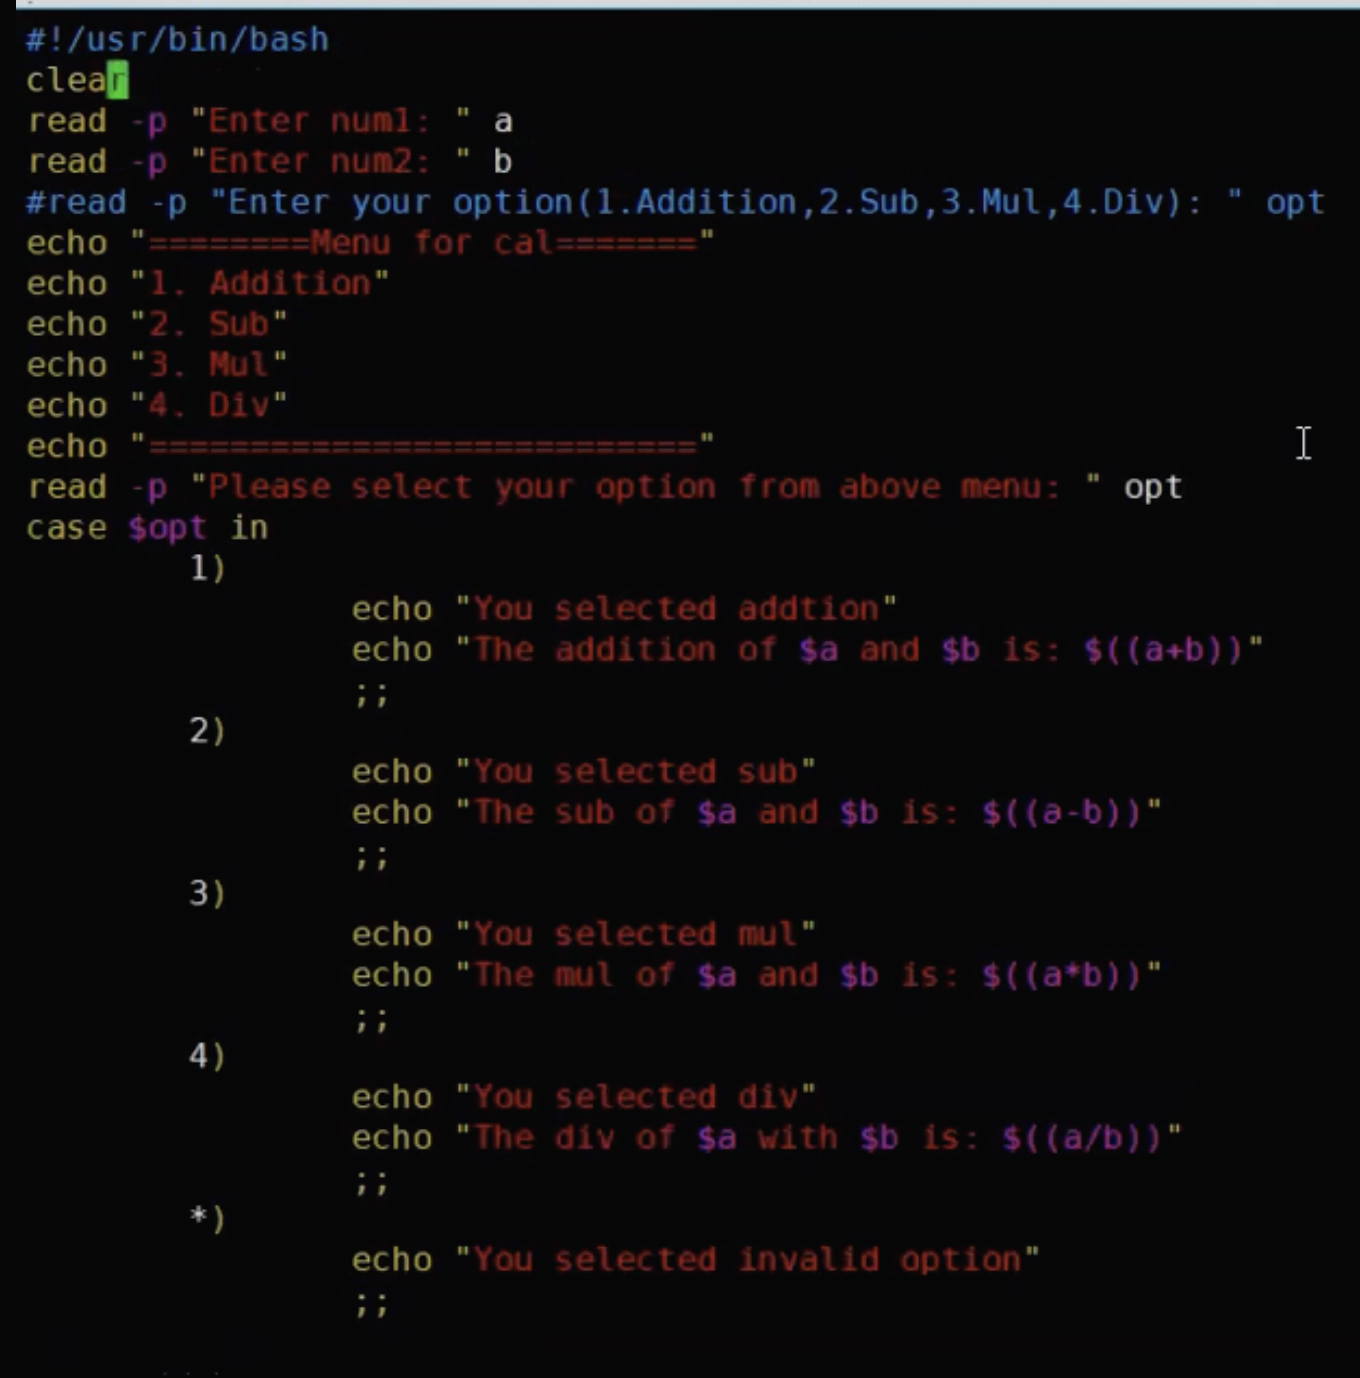 #!/usr/bin/bash
clear
read -p "Enter num1: " a
read -p "Enter num2: " b
#read -p "Enter your option(1.Addition,2.Sub,3.Mul,4.Div): " opt
echo "========Menu for cal======="
echo "1. Addition"
echo "2. Sub"
echo "3. Mul"
echo "4. Div"
echo "==========================="
read -p "Please select your option from above menu: " opt
case $opt in
1)
echo "You selected addtion"
echo "The addition of $a and $b is: $((a+b))"
;;
2)
echo "You selected sub"
echo "The sub of $a and $b is: $((a-b))"
;;
3)
echo "You selected mul"
echo "The mul of $a and $b is: $((a*b))"
;;
4)
echo "You selected div"
echo "The div of $a with $b is: $((a/b))"
;;
*)
echo "You selected invalid option"
;;